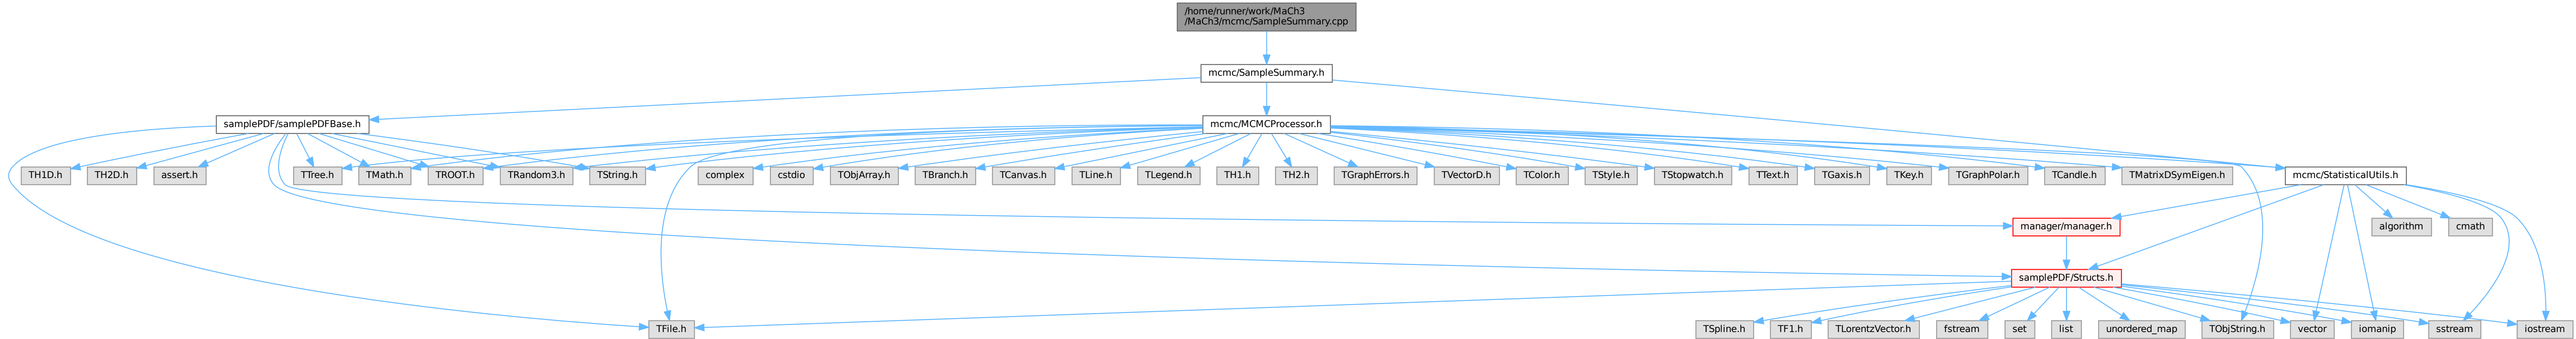 /home/runner/work/MaCh3
/MaCh3/mcmc/SampleSummary.cpp
mcmc/SampleSummary.h
samplePDF/samplePDFBase.h
mcmc/MCMCProcessor.h
TH1D.h
TH2D.h
assert.h
TTree.h
TMath.h
TROOT.h
TRandom3.h
TString.h
complex
cstdio
TObjArray.h
TBranch.h
TCanvas.h
TLine.h
TLegend.h
TH1.h
TH2.h
TGraphErrors.h
TVectorD.h
TColor.h
TStyle.h
TStopwatch.h
TText.h
TGaxis.h
TKey.h
TGraphPolar.h
TCandle.h
TMatrixDSymEigen.h
mcmc/StatisticalUtils.h
manager/manager.h
algorithm
cmath
samplePDF/Structs.h
TFile.h
TSpline.h
TF1.h
TLorentzVector.h
fstream
set
list
unordered_map
TObjString.h
vector
iomanip
sstream
iostream